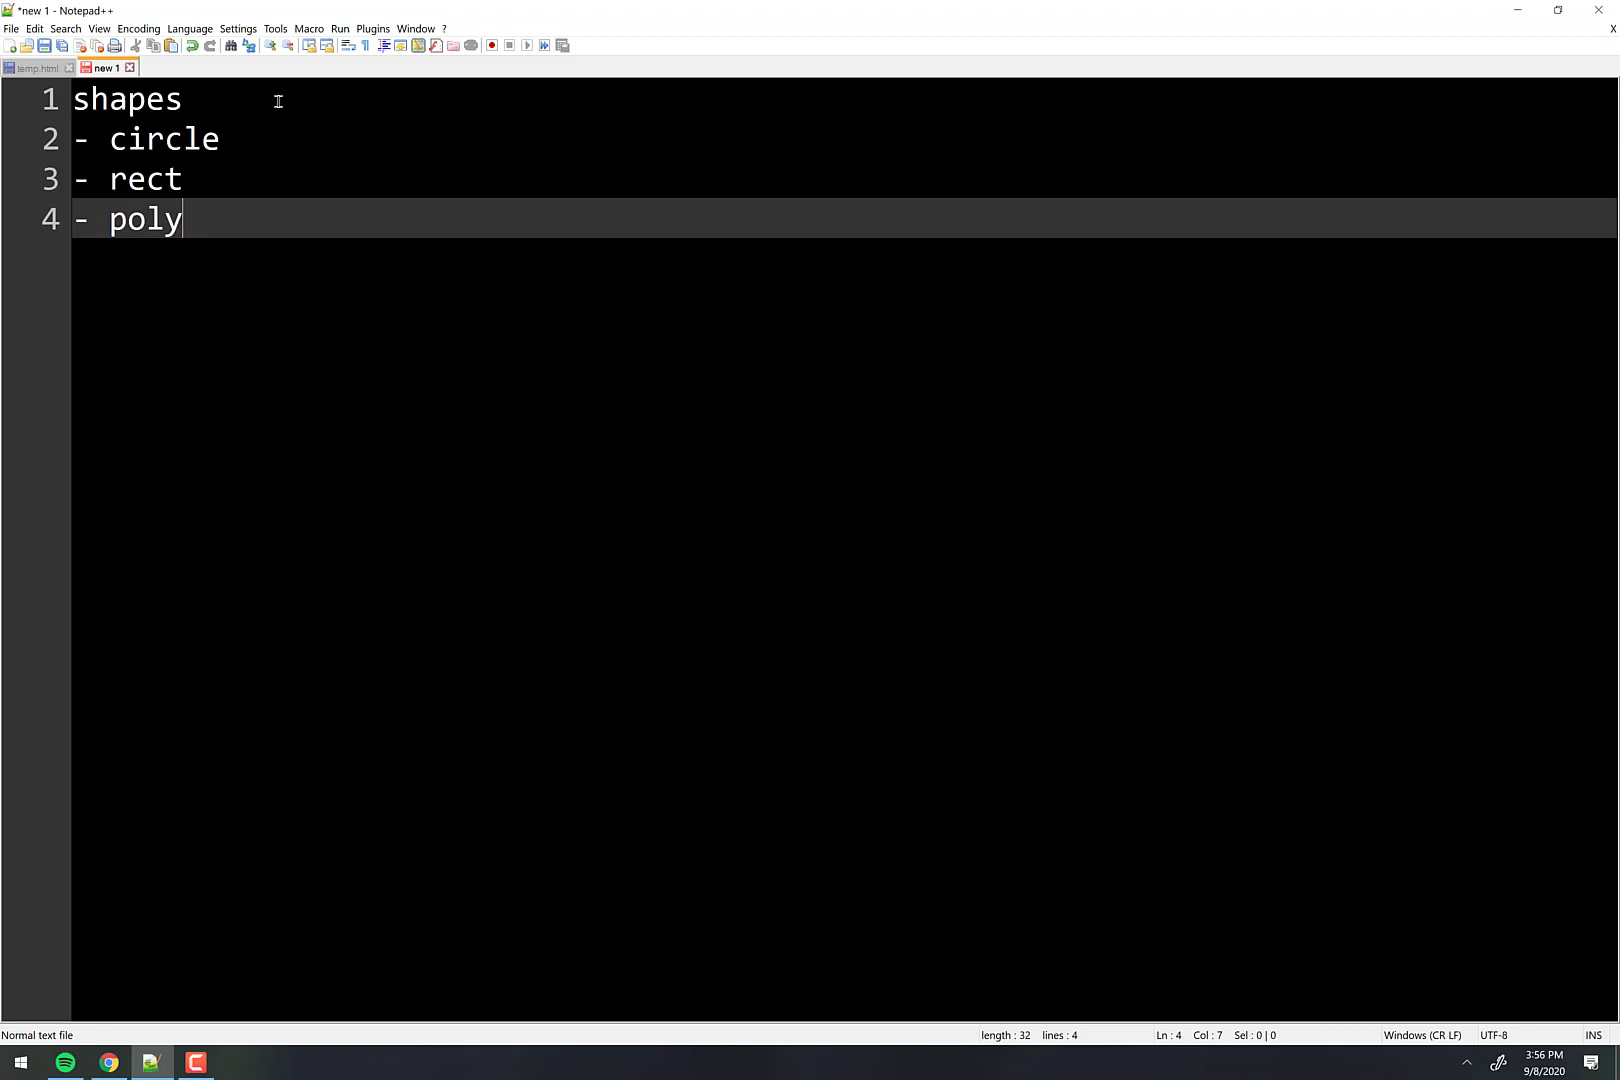 *new 1 - Notepad++
File Edit Search View Encoding Language Settings Tools Macro Run Plugins Window ? X
temp.html new 1
1 shapes
2 - circle
3 - rect
4 - poly
Normal text file length : 32 lines : 4 Ln : 4 Col : 7 Sel : 0 | 0 Windows (CR LF) UTF-8 INS
3:56 PM
9/8/2020